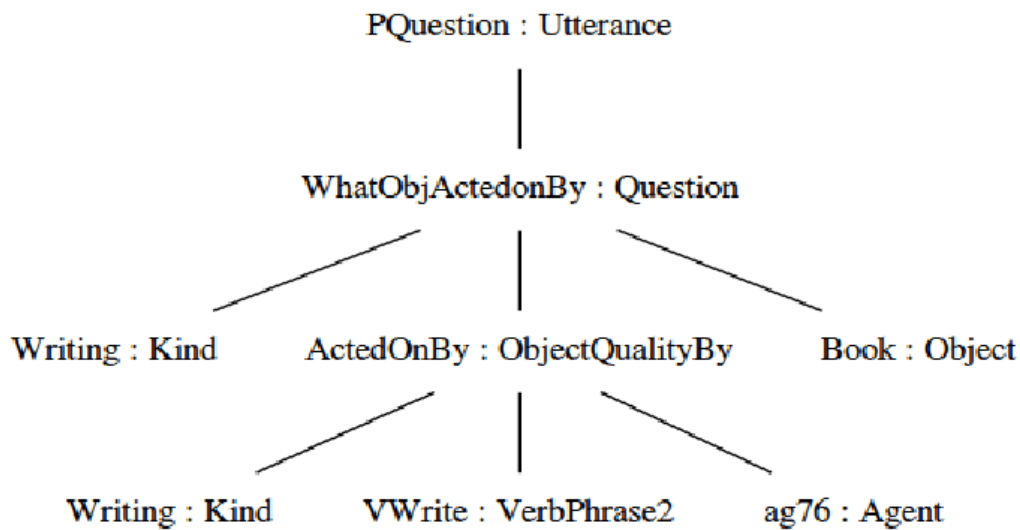 PQuestion : Utterance
WhatObjActedonBy : Question
Writing : Kind ActedOnBy : ObjectQualityBy Book : Object
Writing : Kind VWrite : VerbPhrase2 ag76 : Agent